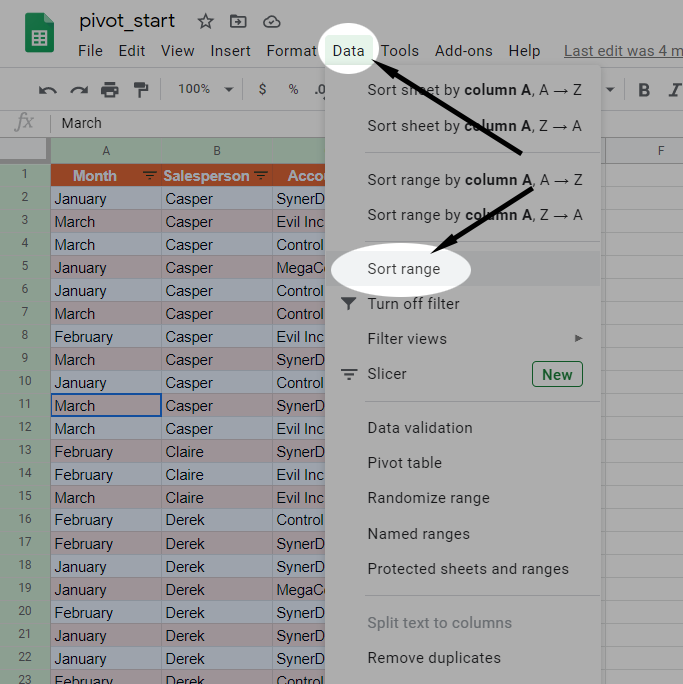 pivot_start
File Edit View Insert Format Data Tools Add-ons Help Last edit was 4 m
100% $ % .0 B I
fx March
A B F
1 Month Salesperson Accou
2 January Casper SynerD
3 March Casper Evil Inc
4 March Casper Control
5 January Casper MegaCo
6 January Casper Control
7 March Casper Control
8 February Casper Evil Inc
9 March Casper SynerD
10 January Casper Control
11 March Casper SynerD
12 March Casper Evil Inc
13 February Claire SynerD
14 February Claire Evil Inc
15 March Claire Evil Inc
16 February Derek Control
17 February Derek SynerD
18 January Derek SynerD
19 January Derek MegaCo
20 February Derek SynerD
21 January Derek SynerD
22 January Derek SynerD
23 February Derek Control
Sort sheet by column A, A → Z
Sort sheet by column A, Z → A
Sort range by column A, A → Z
Sort range by column A, Z → A
Sort range
Turn off filter
Filter views
Slicer New
Data validation
Pivot table
Randomize range
Named ranges
Protected sheets and ranges
Split text to columns
Remove duplicates